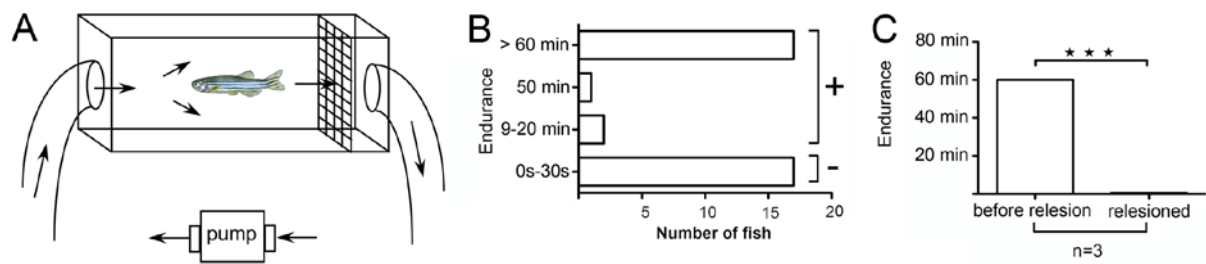 A
pump
B
> 60 min
50 min
9-20 min
0s-30s
Endurance
+
-
5
10
15
20
Number of fish
C
80 min
60 min
40 min
20 min
Endurance
★ ★ ★
before relesion
relesioned
n=3